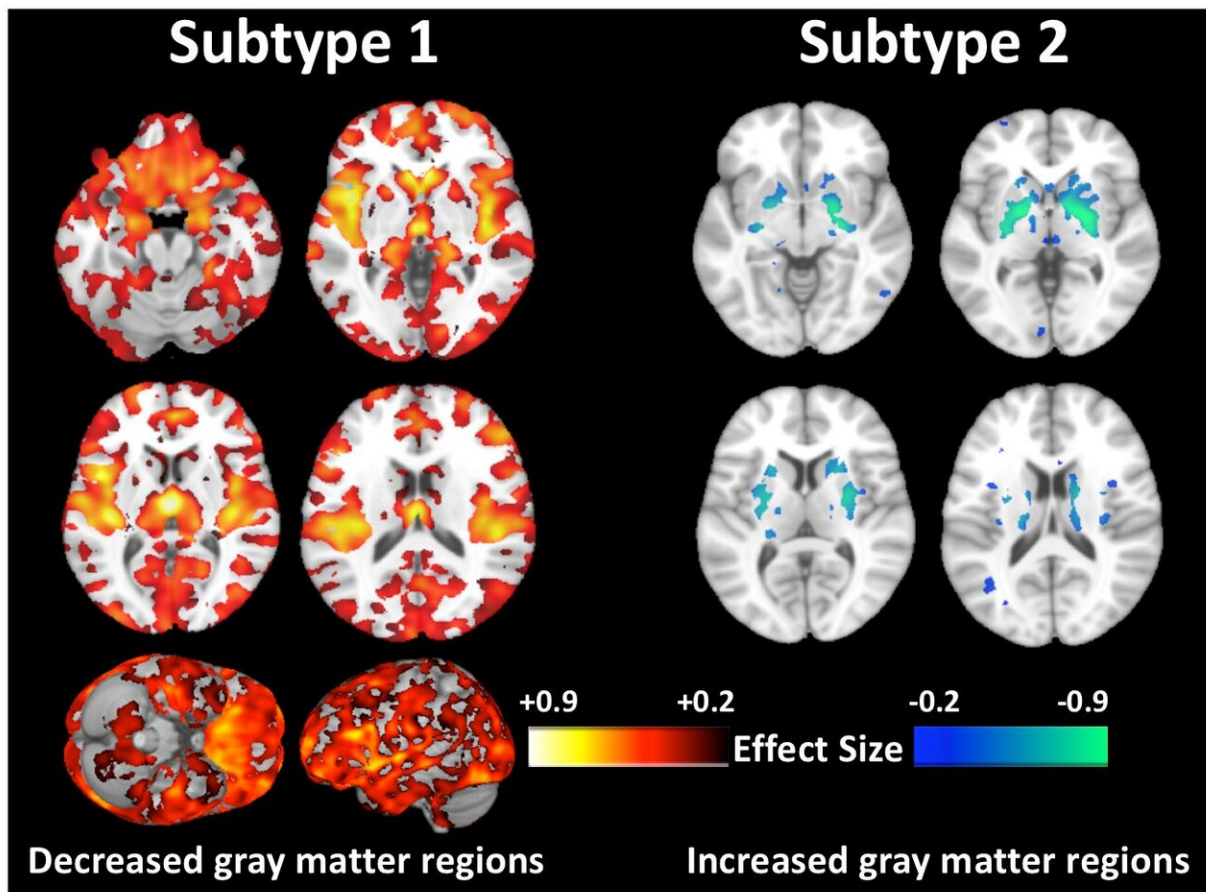 Subtype 1
Subtype 2
+0.9 +0.2 -0.2 -0.9
Effect Size
Decreased gray matter regions
Increased gray matter regions